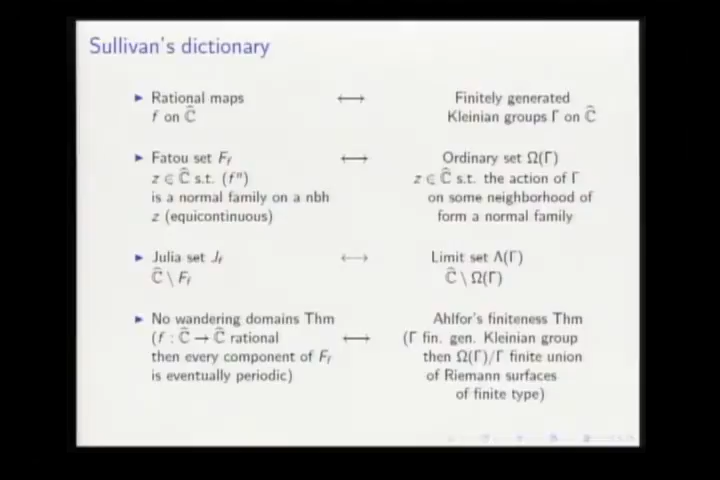 Sullivan's dictionary
► Rational maps ⟷ Finitely generated
f on Ĉ Kleinian groups Γ on Ĉ
► Fatou set F_f ⟷ Ordinary set Ω(Γ)
z ∈ Ĉ s.t. (fⁿ) z ∈ Ĉ s.t. the action of Γ
is a normal family on a nbh on some neighborhood of
z (equicontinuous) form a normal family
► Julia set J_f ⟷ Limit set Λ(Γ)
Ĉ \ F_f Ĉ \ Ω(Γ)
► No wandering domains Thm Ahlfor's finiteness Thm
(f : Ĉ → Ĉ rational ⟷ (Γ fin. gen. Kleinian group
then every component of F_f then Ω(Γ)/Γ finite union
is eventually periodic) of Riemann surfaces
of finite type)